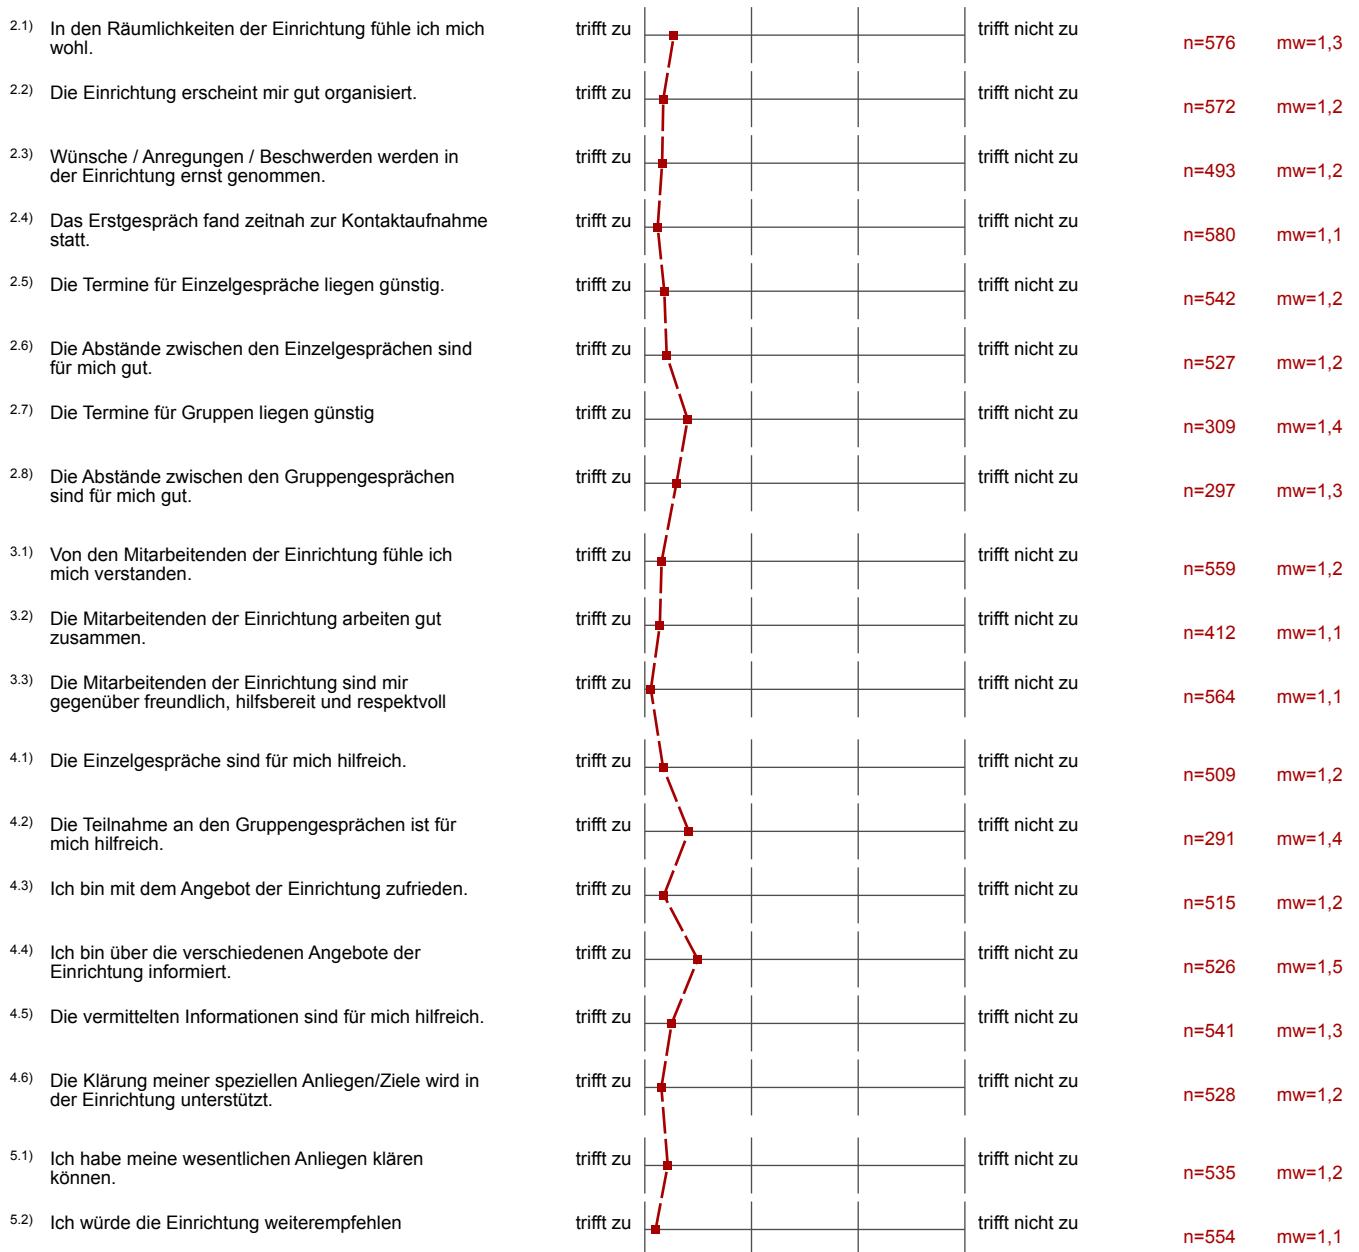 2.1) In den Räumlichkeiten der Einrichtung fühle ich mich trifft zu trifft nicht zu
wohl. n=576 mw=1,3
2.2) Die Einrichtung erscheint mir gut organisiert. trifft zu trifft nicht zu
n=572 mw=1,2
2.3) Wünsche / Anregungen / Beschwerden werden in trifft zu trifft nicht zu
der Einrichtung ernst genommen. n=493 mw=1,2
2.4) Das Erstgespräch fand zeitnah zur Kontaktaufnahme trifft zu trifft nicht zu
statt. n=580 mw=1,1
2.5) Die Termine für Einzelgespräche liegen günstig. trifft zu trifft nicht zu
n=542 mw=1,2
2.6) Die Abstände zwischen den Einzelgesprächen sind trifft zu trifft nicht zu
für mich gut. n=527 mw=1,2
2.7) Die Termine für Gruppen liegen günstig trifft zu trifft nicht zu
n=309 mw=1,4
2.8) Die Abstände zwischen den Gruppengesprächen trifft zu trifft nicht zu
sind für mich gut. n=297 mw=1,3
3.1) Von den Mitarbeitenden der Einrichtung fühle ich trifft zu trifft nicht zu
mich verstanden. n=559 mw=1,2
3.2) Die Mitarbeitenden der Einrichtung arbeiten gut trifft zu trifft nicht zu
zusammen. n=412 mw=1,1
3.3) Die Mitarbeitenden der Einrichtung sind mir trifft zu trifft nicht zu
gegenüber freundlich, hilfsbereit und respektvoll n=564 mw=1,1
4.1) Die Einzelgespräche sind für mich hilfreich. trifft zu trifft nicht zu
n=509 mw=1,2
4.2) Die Teilnahme an den Gruppengesprächen ist für trifft zu trifft nicht zu
mich hilfreich. n=291 mw=1,4
4.3) Ich bin mit dem Angebot der Einrichtung zufrieden. trifft zu trifft nicht zu
n=515 mw=1,2
4.4) Ich bin über die verschiedenen Angebote der trifft zu trifft nicht zu
Einrichtung informiert. n=526 mw=1,5
4.5) Die vermittelten Informationen sind für mich hilfreich. trifft zu trifft nicht zu
n=541 mw=1,3
4.6) Die Klärung meiner speziellen Anliegen/Ziele wird in trifft zu trifft nicht zu
der Einrichtung unterstützt. n=528 mw=1,2
5.1) Ich habe meine wesentlichen Anliegen klären trifft zu trifft nicht zu
können. n=535 mw=1,2
5.2) Ich würde die Einrichtung weiterempfehlen trifft zu trifft nicht zu
n=554 mw=1,1